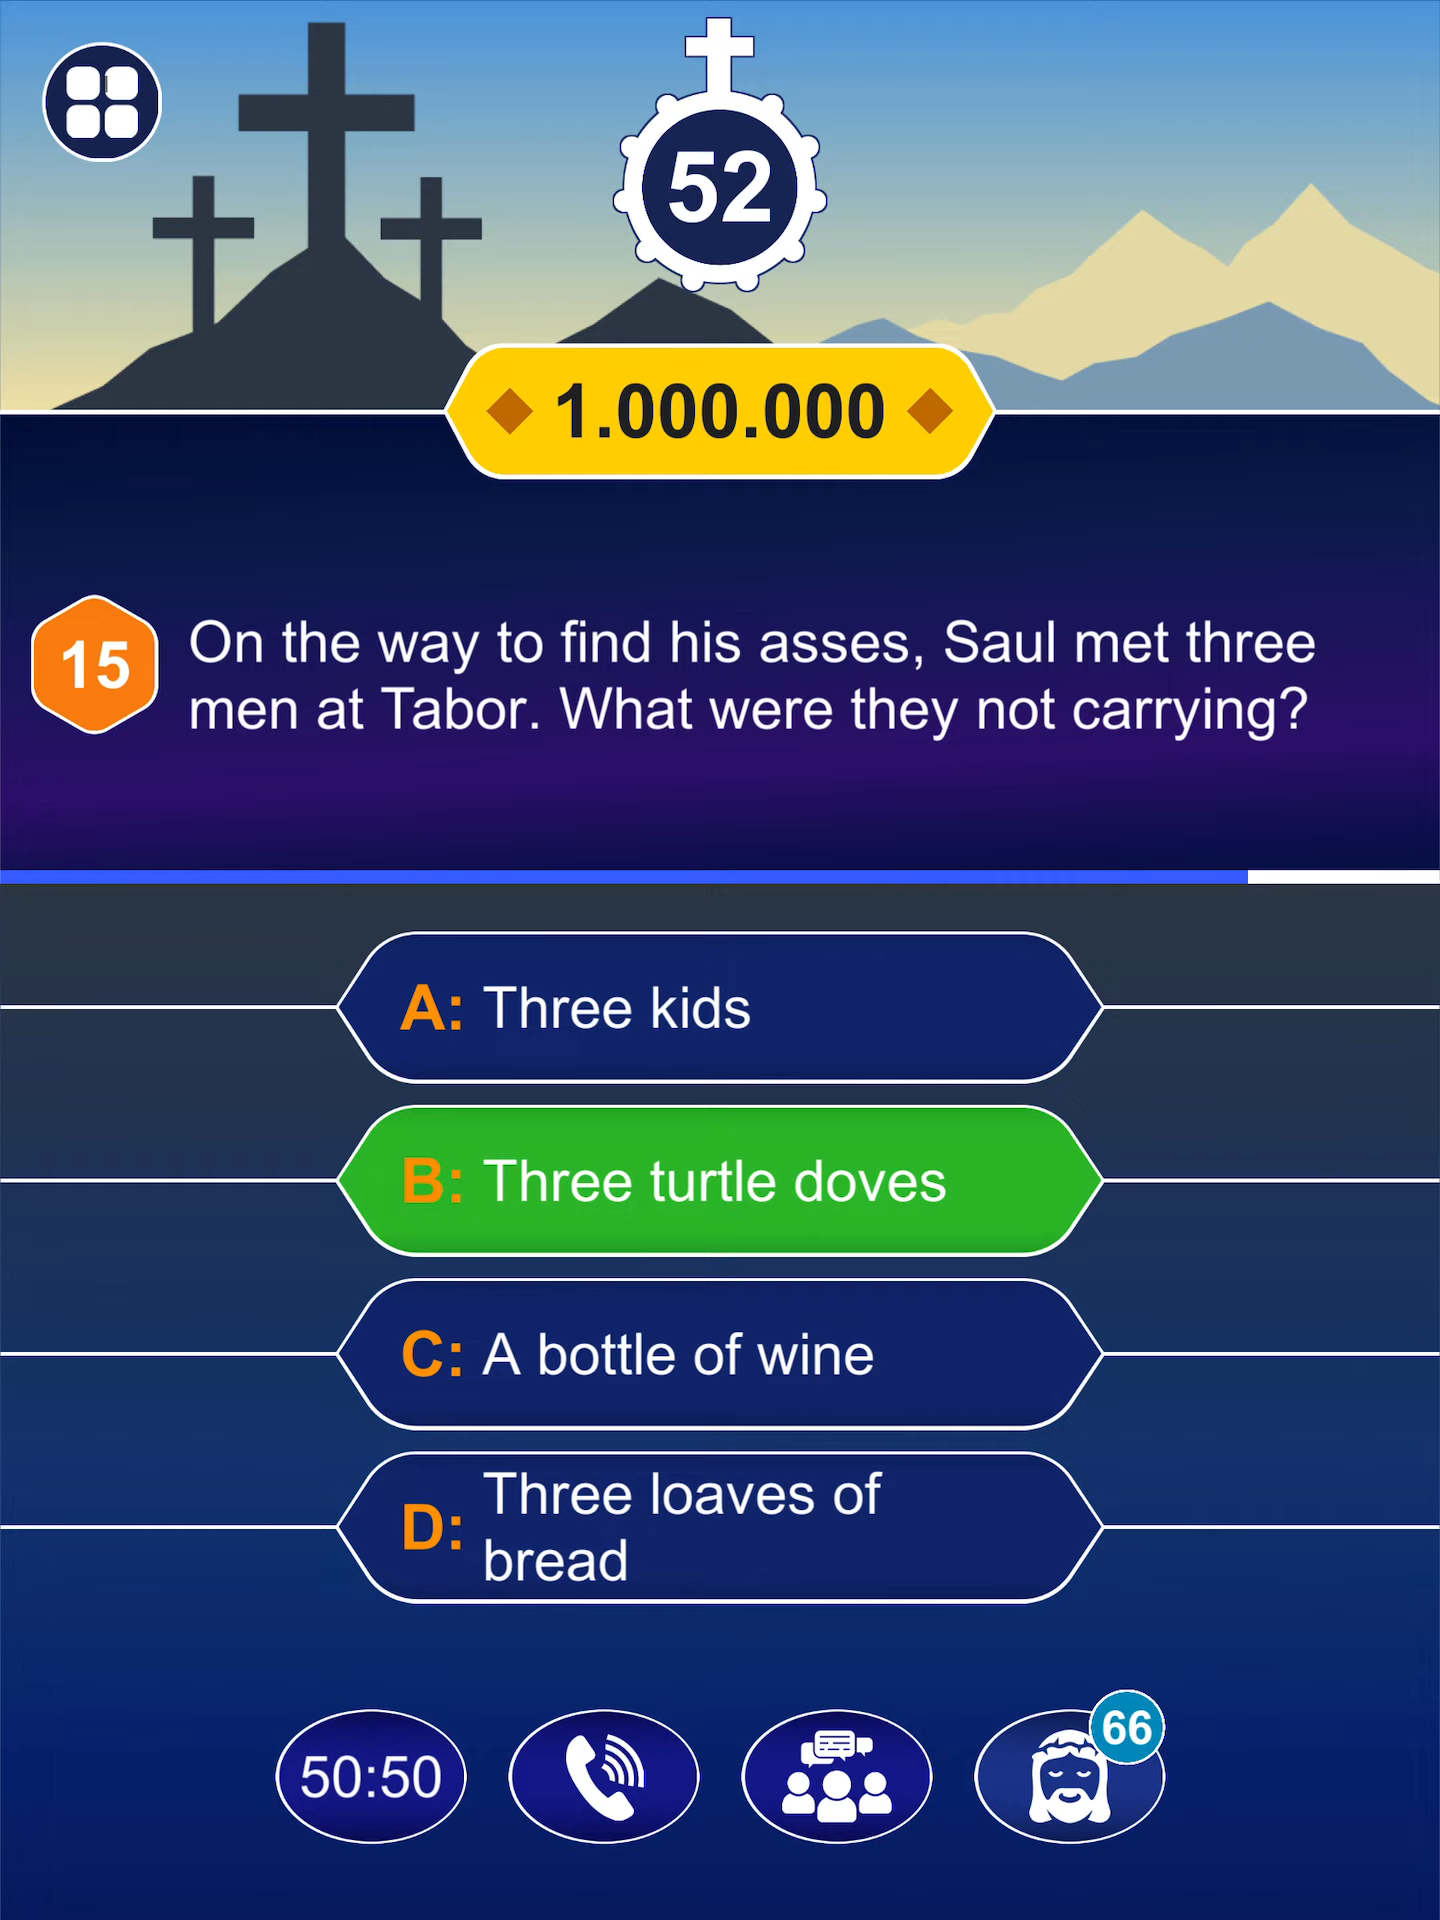 52
1.000.000
15
On the way to find his asses, Saul met three
men at Tabor. What were they not carrying?
A: Three kids
B: Three turtle doves
C: A bottle of wine
D: Three loaves of
bread
66
50:50